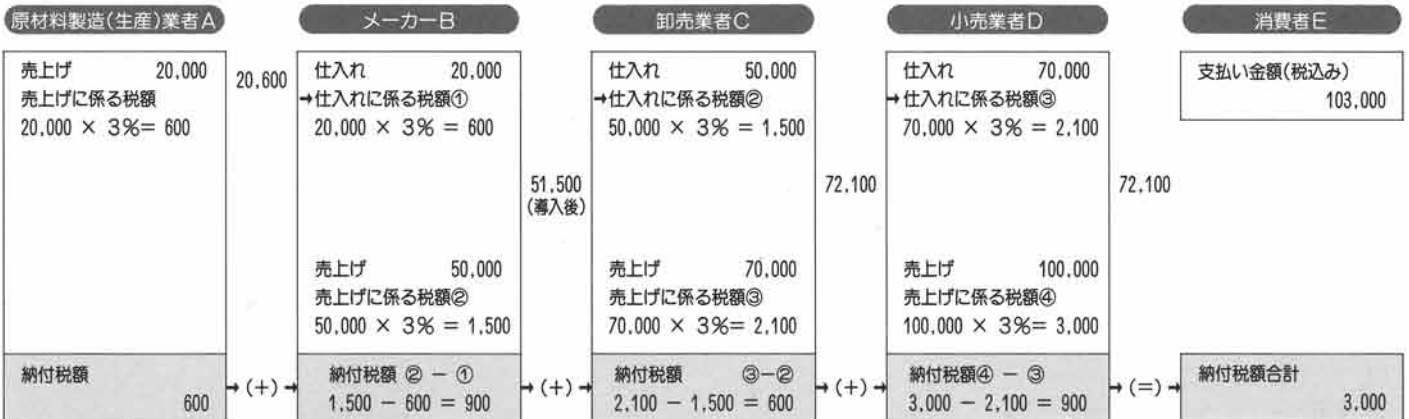 原材料製造(生産)業者A
売上げ 20,000
売上げに係る税額
20,000 × 3%= 600
納付税額
600
20,600
→(+)→
メーカーB
仕入れ 20,000
→仕入れに係る税額①
20,000 × 3% = 600
売上げ 50,000
売上げに係る税額②
50,000 × 3% = 1,500
納付税額 ② − ①
1,500 − 600 = 900
51,500
(導入後)
→(+)→
卸売業者C
仕入れ 50,000
→仕入れに係る税額②
50,000 × 3% = 1,500
売上げ 70,000
売上げに係る税額③
70,000 × 3%= 2,100
納付税額 ③−②
2,100 − 1,500 = 600
72,100
→(+)→
小売業者D
仕入れ 70,000
→仕入れに係る税額③
70,000 × 3% = 2,100
売上げ 100,000
売上げに係る税額④
100,000 × 3%= 3,000
納付税額④ − ③
3,000 − 2,100 = 900
72,100
→(=)→
消費者E
支払い金額(税込み)
103,000
納付税額合計
3,000